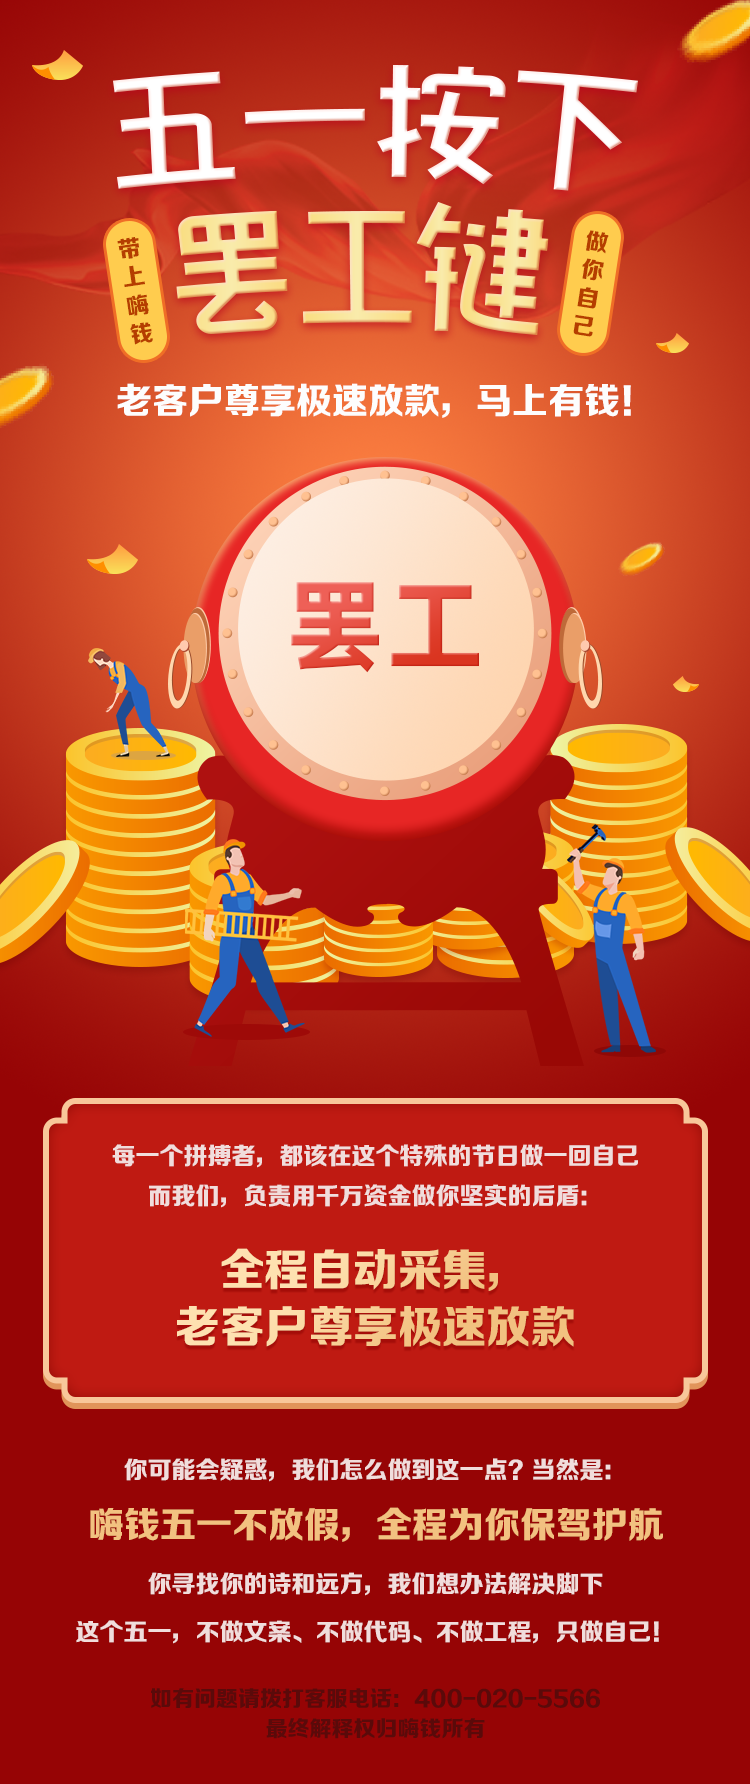 五一按下
罢工键
带上嗨钱
做你自己
老客户尊享极速放款，马上有钱！
罢工
每一个拼搏者，都该在这个特殊的节日做一回自己
而我们，负责用千万资金做你坚实的后盾：
全程自动采集，
老客户尊享极速放款
你可能会疑惑，我们怎么做到这一点？当然是：
嗨钱五一不放假，全程为你保驾护航
你寻找你的诗和远方，我们想办法解决脚下
这个五一，不做文案、不做代码、不做工程，只做自己！
如有问题请拨打客服电话：400-020-5566
最终解释权归嗨钱所有